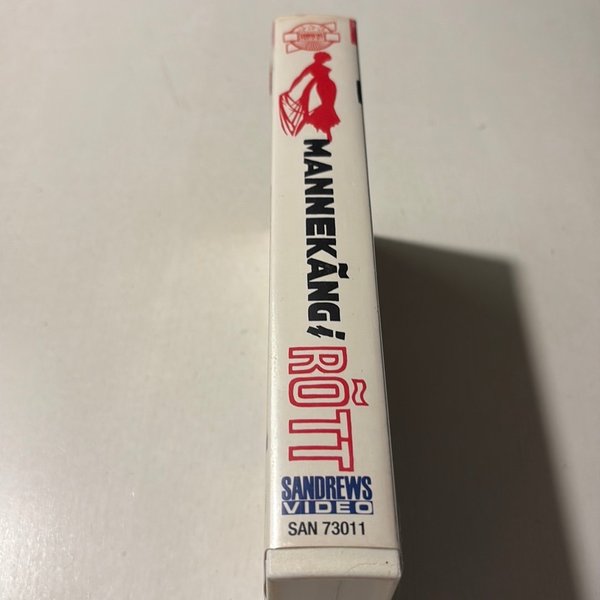 MANNEKÄNG i
RÖTT
SANDREWS
VIDEO
SAN 73011